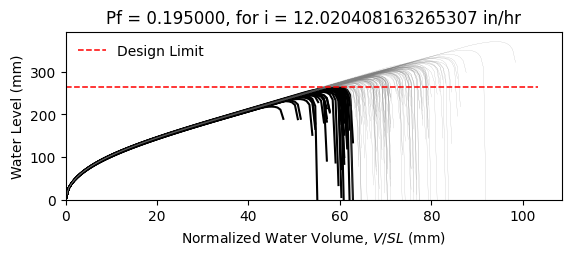 Pf = 0.195000, for i = 12.020408163265307 in/hr
Design Limit
Water Level (mm)
300
200
100
0
0 20 40 60 80 100
Normalized Water Volume, V/SL (mm)